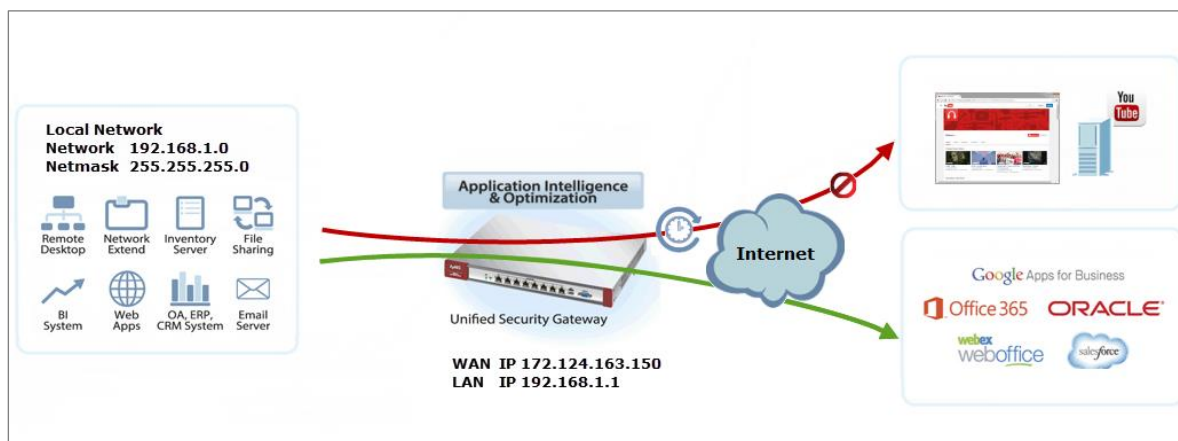 Local Network
Network 192.168.1.0
Netmask 255.255.255.0
Remote Desktop
Network Extend
Inventory Server
File Sharing
BI System
Web Apps
OA, ERP, CRM System
Email Server
Application Intelligence
& Optimization
Unified Security Gateway
WAN IP 172.124.163.150
LAN IP 192.168.1.1
Internet
You
Tube
Google Apps for Business
Office 365
ORACLE
webex
weboffice
salesforce